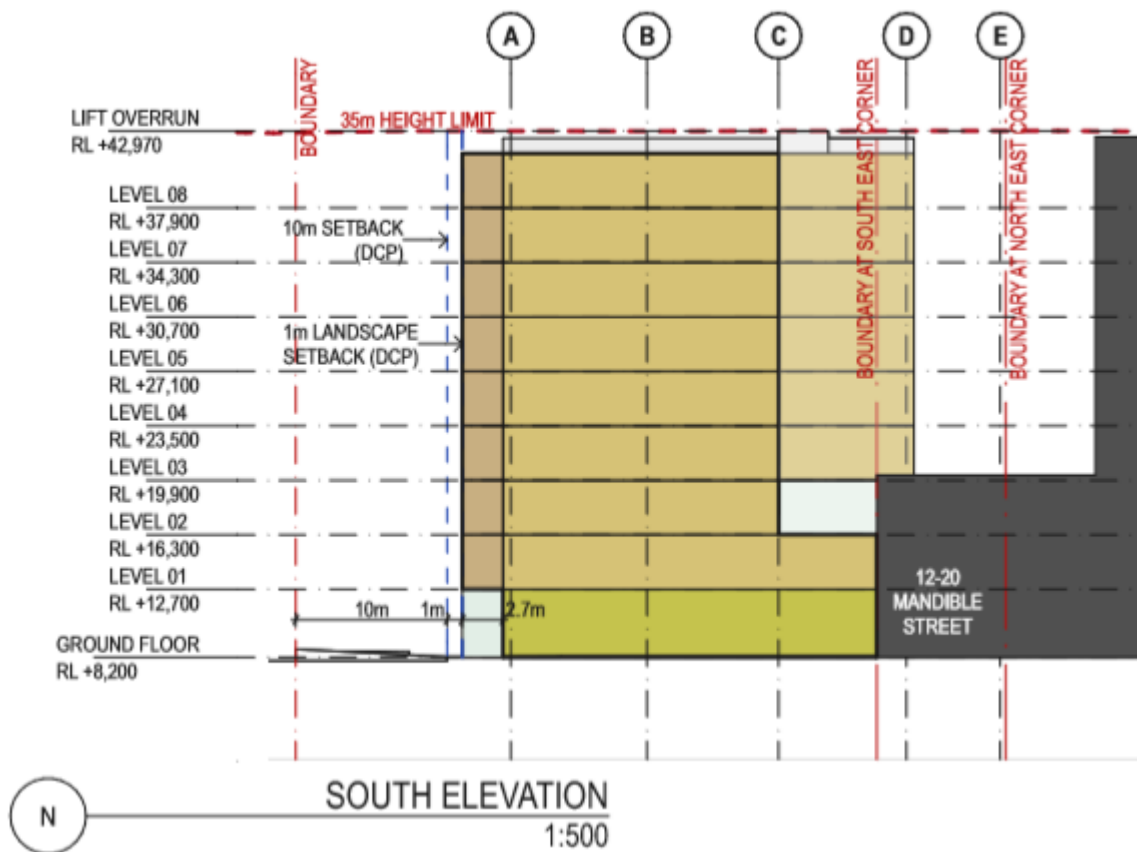 A
B
C
D
E
BOUNDARY
BOUNDARY AT SOUTH EAST CORNER
BOUNDARY AT NORTH EAST CORNER
35m HEIGHT LIMIT
LIFT OVERRUN
RL +42,970
LEVEL 08
RL +37,900
LEVEL 07
RL +34,300
LEVEL 06
RL +30,700
LEVEL 05
RL +27,100
LEVEL 04
RL +23,500
LEVEL 03
RL +19,900
LEVEL 02
RL +16,300
LEVEL 01
RL +12,700
GROUND FLOOR
RL +8,200
10m SETBACK
(DCP)
1m LANDSCAPE
SETBACK (DCP)
10m
1m
2.7m
12-20
MANDIBLE
STREET
N
SOUTH ELEVATION
1:500